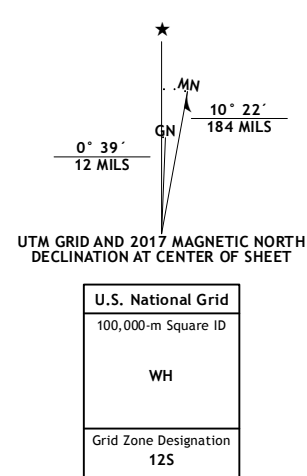 ★
MN
GN
10° 22´
184 MILS
0° 39´
12 MILS
UTM GRID AND 2017 MAGNETIC NORTH
DECLINATION AT CENTER OF SHEET
U.S. National Grid
100,000-m Square ID
WH
Grid Zone Designation
12S